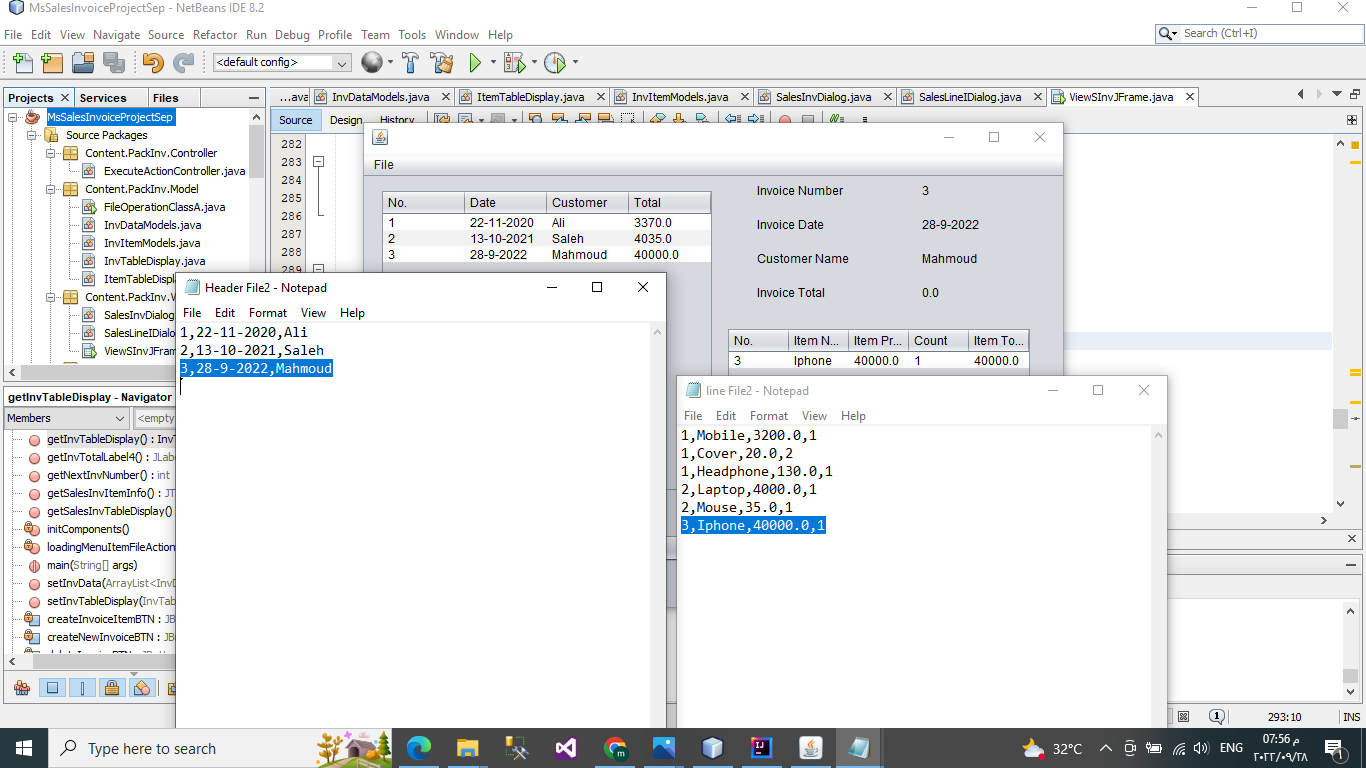 MsSalesInvoiceProjectSep - NetBeans IDE 8.2
File Edit View Navigate Source Refactor Run Debug Profile Team Tools Window Help
Search (Ctrl+I)
<default config>
Projects Services Files
...ava InvDataModels.java ItemTableDisplay.java InvItemModels.java SalesInvDialog.java SalesLineIDialog.java ViewSInvJFrame.java
Source Design History
MsSalesInvoiceProjectSep
Source Packages
Content.PackInv.Controller
ExecuteActionController.java
Content.PackInv.Model
FileOperationClassA.java
InvDataModels.java
InvItemModels.java
InvTableDisplay.java
ItemTableDispl
Content.PackInv.V
SalesInvDialog
SalesLineIDialo
ViewSInvJFram
282
283
284
285
286
287
288
289
File
No. Date Customer Total
1 22-11-2020 Ali 3370.0
2 13-10-2021 Saleh 4035.0
3 28-9-2022 Mahmoud 40000.0
Invoice Number 3
Invoice Date 28-9-2022
Customer Name Mahmoud
Invoice Total 0.0
No. Item N... Item Pr... Count Item To...
3 Iphone 40000.0 1 40000.0
Header File2 - Notepad
File Edit Format View Help
1,22-11-2020,Ali
2,13-10-2021,Saleh
3,28-9-2022,Mahmoud
line File2 - Notepad
File Edit Format View Help
1,Mobile,3200.0,1
1,Cover,20.0,2
1,Headphone,130.0,1
2,Laptop,4000.0,1
2,Mouse,35.0,1
3,Iphone,40000.0,1
getInvTableDisplay - Navigator
Members <empty
getInvTableDisplay() : InvT
getInvTotalLabel4() : JLabe
getNextInvNumber() : int
getSalesInvItemInfo() : JT
getSalesInvTableDisplay()
initComponents()
loadingMenuItemFileAction
main(String[] args)
setInvData(ArrayList<InvD
setInvTableDisplay(InvTab
createInvoiceItemBTN : JB
createNewInvoiceBTN : JB
1
293:10 INS
Type here to search
32°C
ENG
07:56 م
٢٠٢٢/٠٩/٢٨
1